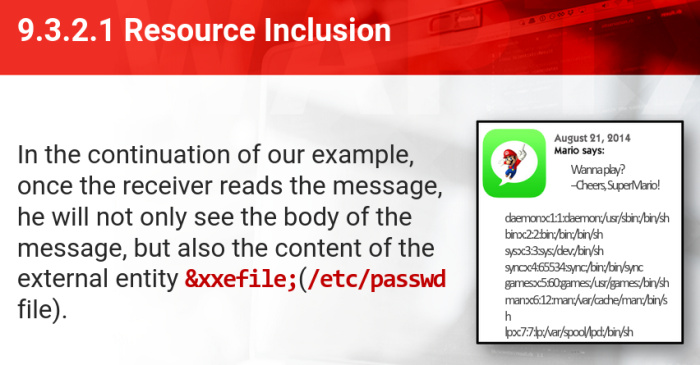 9.3.2.1 Resource Inclusion
In the continuation of our example,
once the receiver reads the message,
he will not only see the body of the
message, but also the content of the
external entity &xxefile;(/etc/passwd
file).
August 21, 2014
Mario says:
Wanna play?
–Cheers, SuperMario!
daemon:x:1:1:daemon:/usr/sbin:/bin/sh
bin:x:2:2:bin:/bin:/bin/sh
sys:x:3:3:sys:/dev:/bin/sh
sync:x:4:65534:sync:/bin:/bin/sync
games:x:5:60:games:/usr/games:/bin/sh
man:x:6:12:man:/var/cache/man:/bin/s
h
lp:x:7:7:lp:/var/spool/lpd:/bin/sh